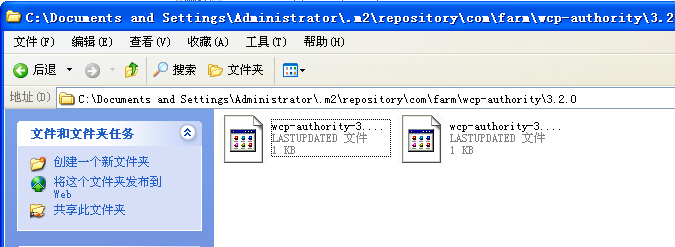 C:\Documents and Settings\Administrator\.m2\repository\com\farm\wcp-authority\3.2
文件(F) 编辑(E) 查看(V) 收藏(A) 工具(T) 帮助(H)
后退 搜索 文件夹
地址(D) C:\Documents and Settings\Administrator\.m2\repository\com\farm\wcp-authority\3.2.0
文件和文件夹任务
创建一个新文件夹
将这个文件夹发布到
Web
共享此文件夹
wcp-authority-3....
LASTUPDATED 文件
1 KB
wcp-authority-3....
LASTUPDATED 文件
1 KB